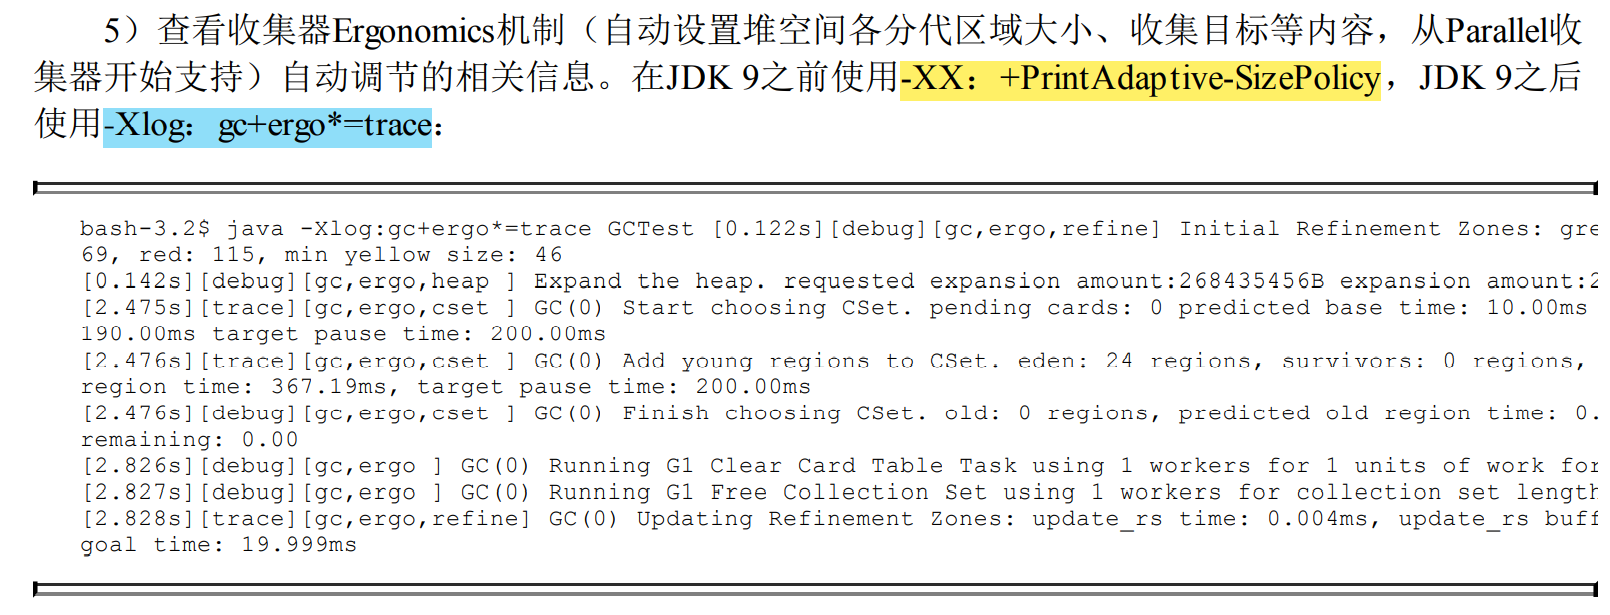 5）查看收集器Ergonomics机制（自动设置堆空间各分代区域大小、收集目标等内容，从Parallel收
集器开始支持）自动调节的相关信息。在JDK 9之前使用-XX：+PrintAdaptive-SizePolicy，JDK 9之后
使用-Xlog：gc+ergo*=trace：
bash-3.2$ java -Xlog:gc+ergo*=trace GCTest [0.122s][debug][gc,ergo,refine] Initial Refinement Zones: gre
69, red: 115, min yellow size: 46
[0.142s][debug][gc,ergo,heap ] Expand the heap. requested expansion amount:268435456B expansion amount:2
[2.475s][trace][gc,ergo,cset ] GC(0) Start choosing CSet. pending cards: 0 predicted base time: 10.00ms
190.00ms target pause time: 200.00ms
[2.476s][trace][gc,ergo,cset ] GC(0) Add young regions to CSet. eden: 24 regions, survivors: 0 regions,
region time: 367.19ms, target pause time: 200.00ms
[2.476s][debug][gc,ergo,cset ] GC(0) Finish choosing CSet. old: 0 regions, predicted old region time: 0.
remaining: 0.00
[2.826s][debug][gc,ergo ] GC(0) Running G1 Clear Card Table Task using 1 workers for 1 units of work for
[2.827s][debug][gc,ergo ] GC(0) Running G1 Free Collection Set using 1 workers for collection set length
[2.828s][trace][gc,ergo,refine] GC(0) Updating Refinement Zones: update_rs time: 0.004ms, update_rs buff
goal time: 19.999ms